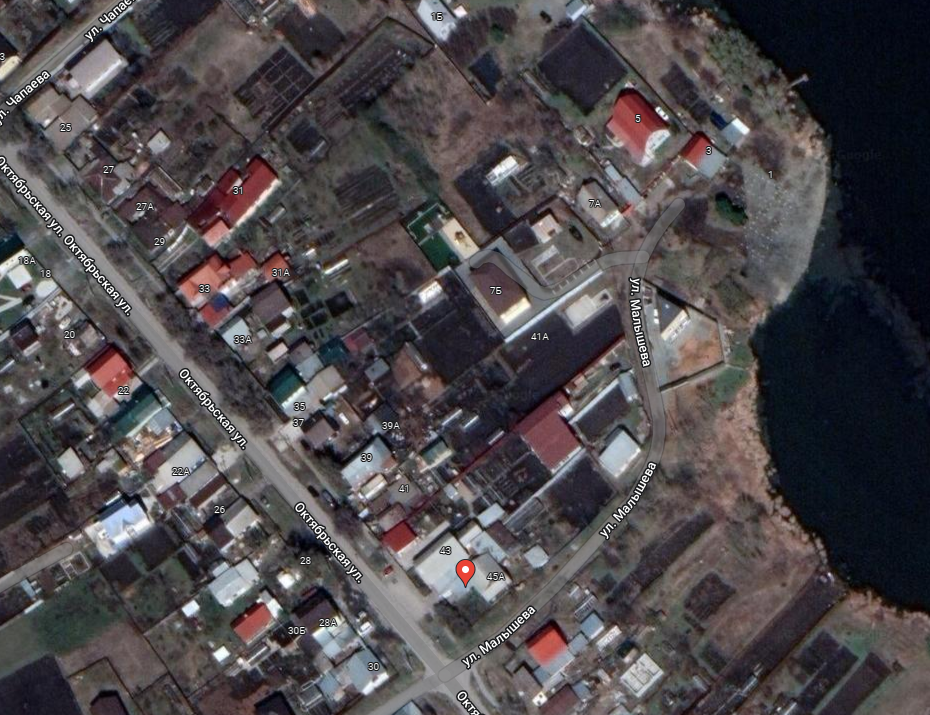 ул. Чапаева
1Б
3
ул. Чапаева
25
5
3
27
1
31
27А
7А
29
Октябрьская ул.
Октябрьская ул.
18А
18
31А
33
7Б
ул. Малышева
20
33А
41А
22
Октябрьская ул.
35
37
39А
39
22А
41
ул. Малышева
26
Октябрьская ул.
43
28
45А
28А
30Б
ул. Малышева
30